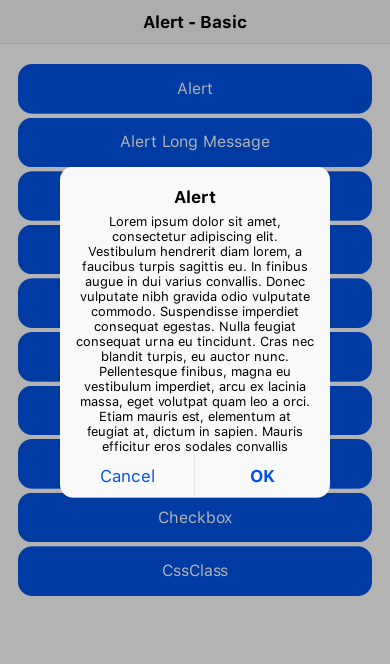 Alert - Basic
Alert
Alert Long Message
Alert
Lorem ipsum dolor sit amet,
consectetur adipiscing elit.
Vestibulum hendrerit diam lorem, a
faucibus turpis sagittis eu. In finibus
augue in dui varius convallis. Donec
vulputate nibh gravida odio vulputate
commodo. Suspendisse imperdiet
consequat egestas. Nulla feugiat
consequat urna eu tincidunt. Cras nec
blandit turpis, eu auctor nunc.
Pellentesque finibus, magna eu
vestibulum imperdiet, arcu ex lacinia
massa, eget volutpat quam leo a orci.
Etiam mauris est, elementum at
feugiat at, dictum in sapien. Mauris
efficitur eros sodales convallis
Cancel
OK
Checkbox
CssClass